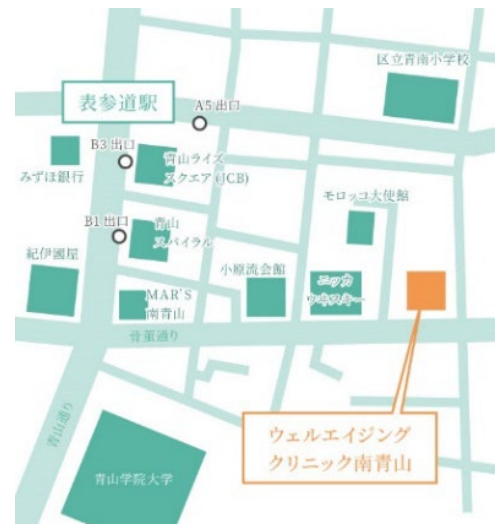 区立青南小学校
表参道駅
A5 出口
B3 出口
青山ライズ
スクエア (JCB)
みずほ銀行
モロッコ大使館
B1 出口
青山
スパイラル
紀伊國屋
小原流会館
ニッカ
ウヰスキー
MAR'S
南青山
骨董通り
青山通り
ウェルエイジング
クリニック南青山
青山学院大学